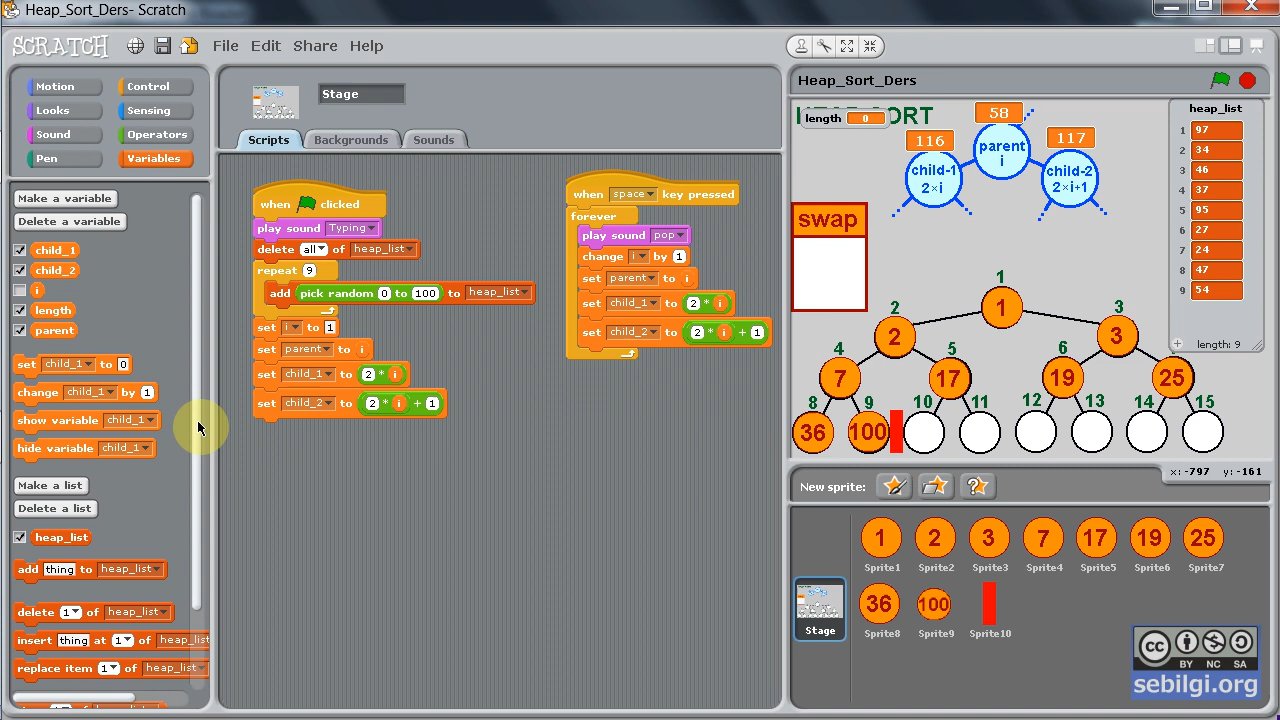 Heap_Sort_Ders- Scratch
SCRATCH File Edit Share Help
Motion Control
Looks Sensing
Sound Operators
Pen Variables
Make a variable
Delete a variable
child_1
child_2
i
length
parent
set child_1 to 0
change child_1 by 1
show variable child_1
hide variable child_1
Make a list
Delete a list
heap_list
add thing to heap_list
delete 1 of heap_list
insert thing at 1 of heap_list
replace item 1 of heap_list
Stage
Scripts Backgrounds Sounds
when clicked
play sound Typing
delete all of heap_list
repeat 9
add pick random 0 to 100 to heap_list
set i to 1
set parent to i
set child_1 to 2 * i
set child_2 to 2 * i + 1
when space key pressed
forever
play sound pop
change i by 1
set parent to i
set child_1 to 2 * i
set child_2 to 2 * i + 1
Heap_Sort_Ders
length 0
58
116
117
parent
i
child-1
2×i
child-2
2×i+1
swap
heap_list
1 97
2 34
3 46
4 37
5 95
6 27
7 24
8 47
9 54
+ length: 9
1
1
2 3
2 3
4 5 6 7
7 17 19 25
8 9 10 11 12 13 14 15
36 100
x: -797 y: -161
New sprite:
Stage
1 2 3 7 17 19 25
Sprite1 Sprite2 Sprite3 Sprite4 Sprite5 Sprite6 Sprite7
36 100
Sprite8 Sprite9 Sprite10
cc BY NC SA
sebilgi.org